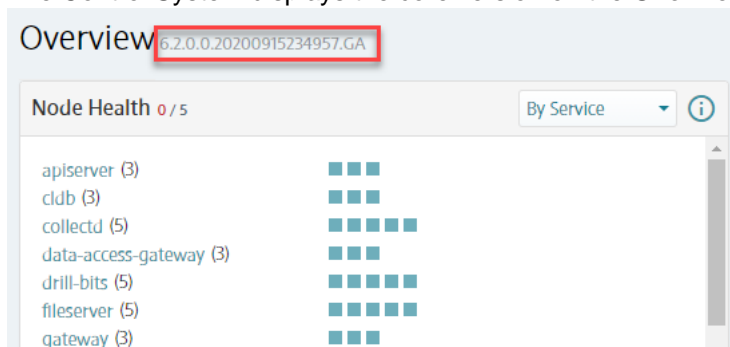 Overview 6.2.0.0.20200915234957.GA
Node Health 0 / 5 By Service
apiserver (3)
cldb (3)
collectd (5)
data-access-gateway (3)
drill-bits (5)
fileserver (5)
gateway (3)